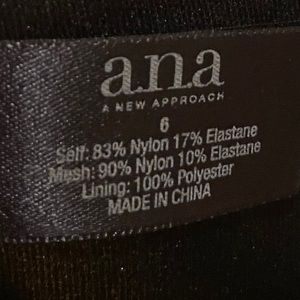 a.n.a
A NEW APPROACH
6
Self: 83% Nylon 17% Elastane
Mesh: 90% Nylon 10% Elastane
Lining: 100% Polyester
MADE IN CHINA